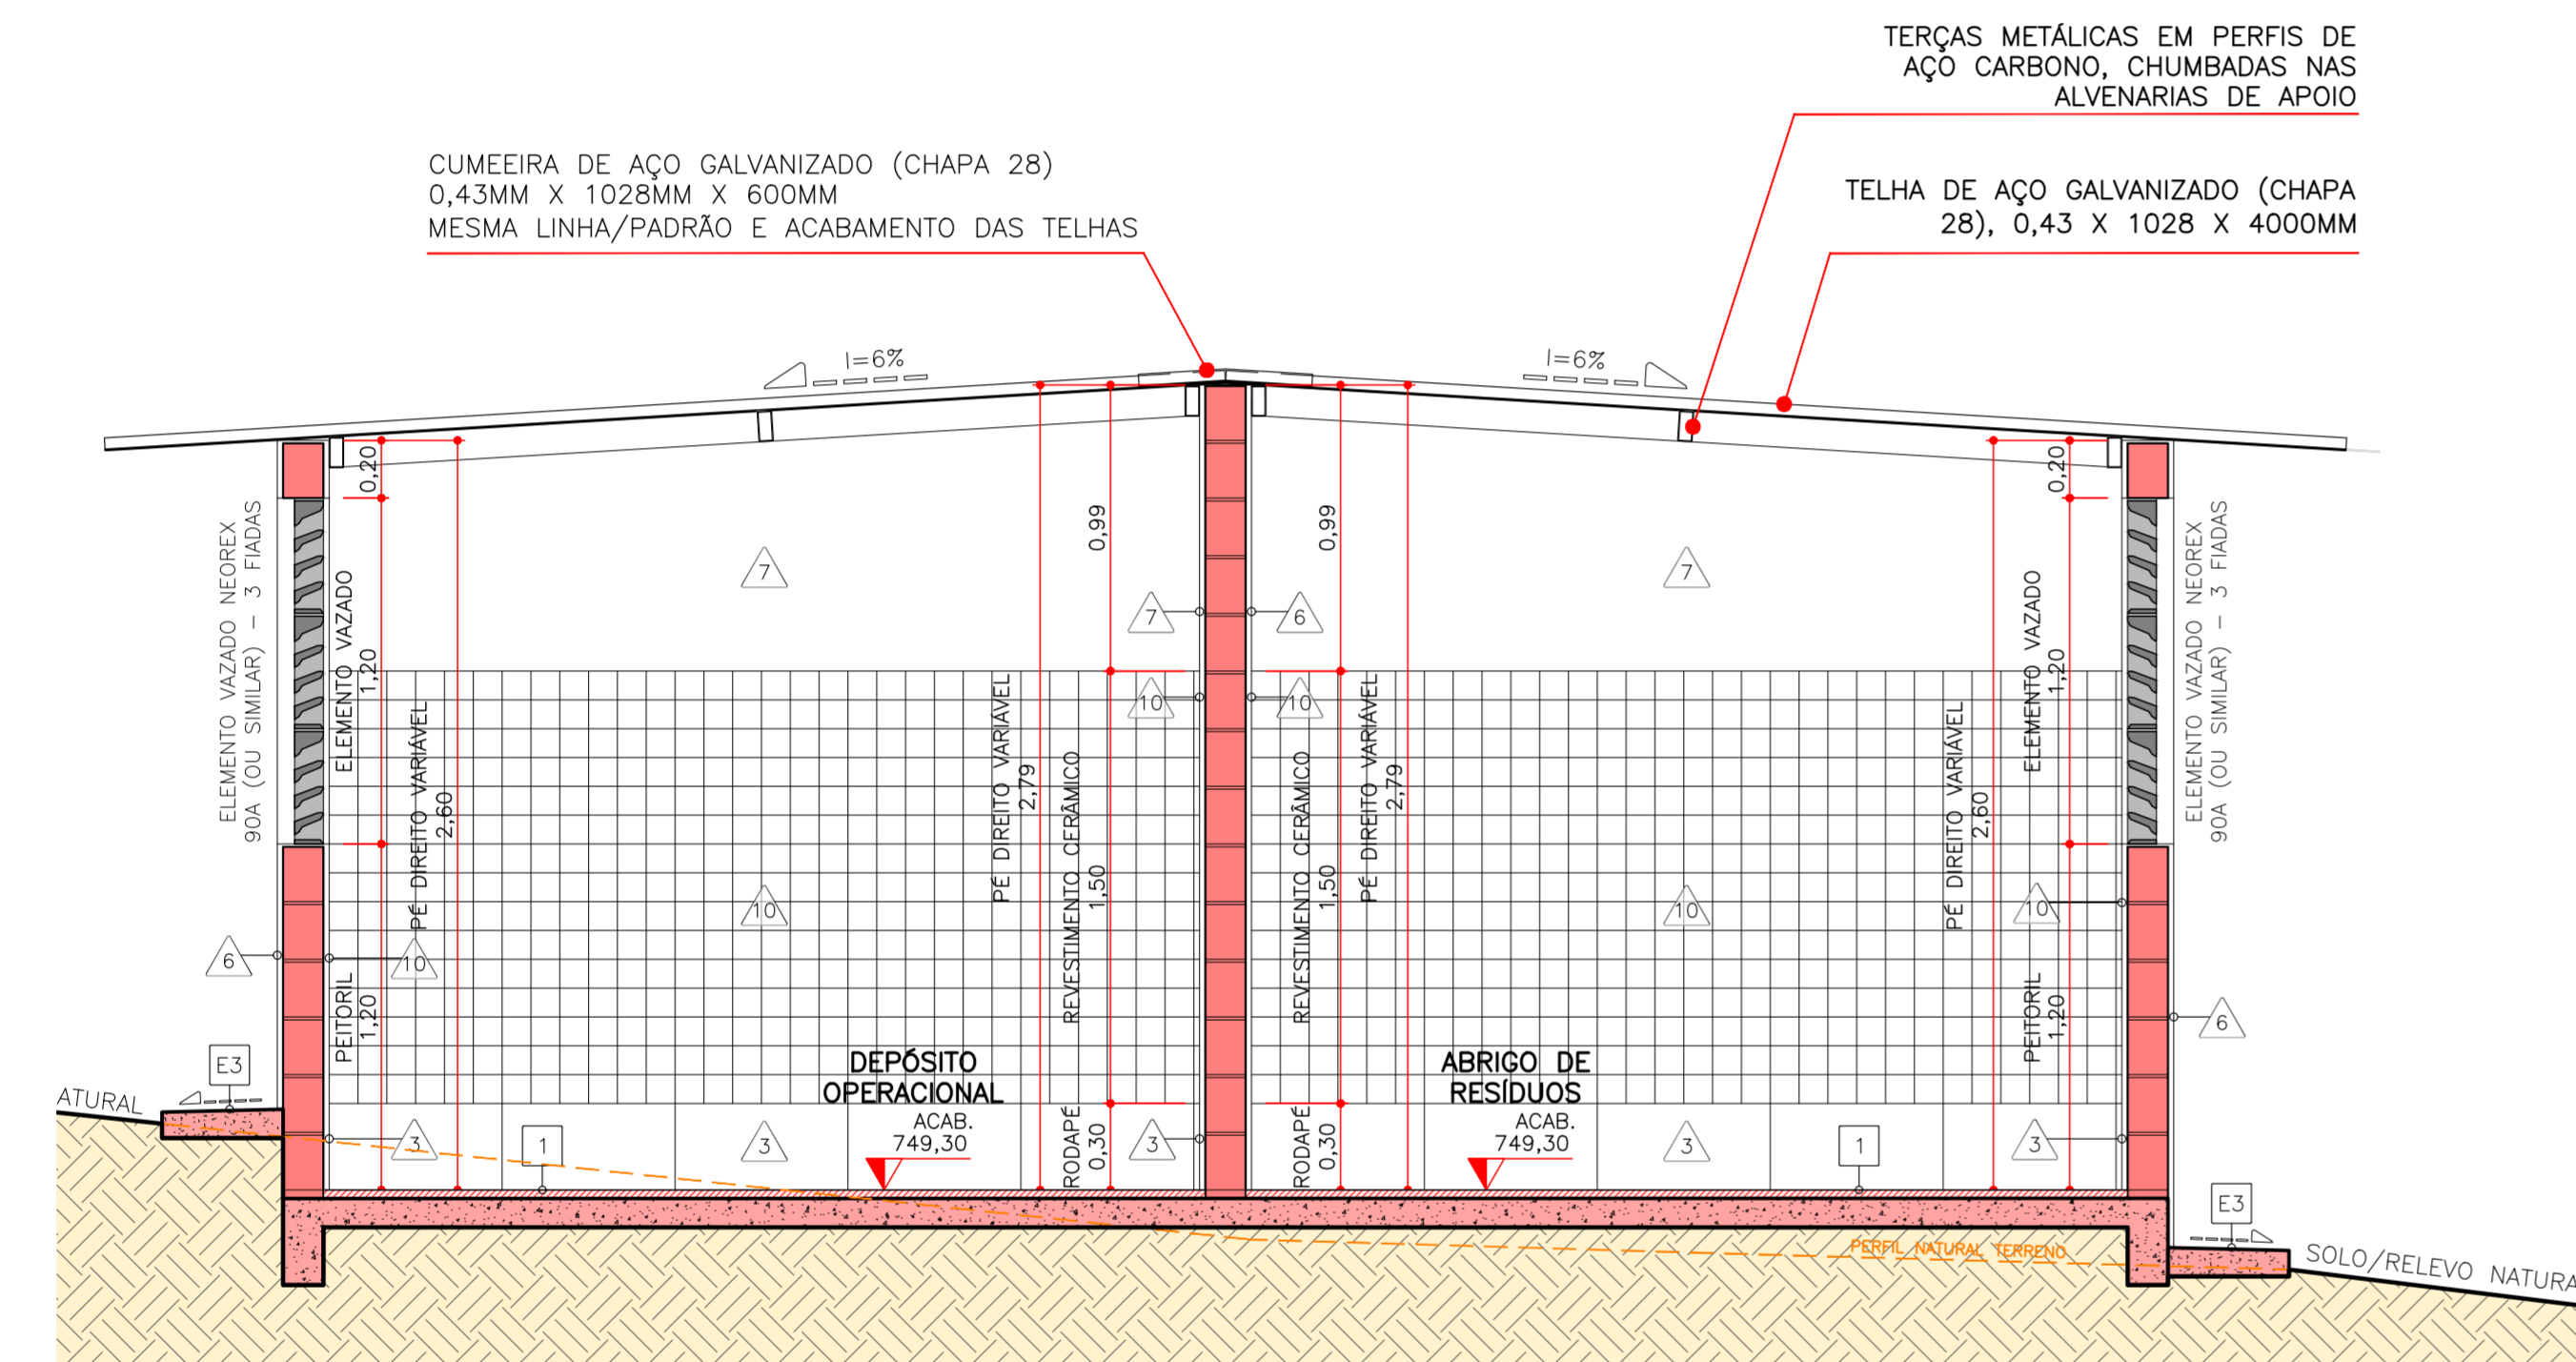 TERÇAS METÁLICAS EM PERFIS DE
AÇO CARBONO, CHUMBADAS NAS
ALVENARIAS DE APOIO
CUMEEIRA DE AÇO GALVANIZADO (CHAPA 28)
0,43MM X 1028MM X 600MM
MESMA LINHA/PADRÃO E ACABAMENTO DAS TELHAS
TELHA DE AÇO GALVANIZADO (CHAPA
28), 0,43 X 1028 X 4000MM
I=6%
I=6%
ELEMENTO VAZADO NEOREX
90A (OU SIMILAR) – 3 FIADAS
0,20
ELEMENTO VAZADO
1,20
PÉ DIREITO VARIÁVEL
2,60
PEITORIL
1,20
7
PÉ DIREITO VARIÁVEL
2,79
0,99
REVESTIMENTO CERÂMICO
1,50
RODAPÉ
0,30
7
6
10
10
0,99
REVESTIMENTO CERÂMICO
1,50
RODAPÉ
0,30
PÉ DIREITO VARIÁVEL
2,79
7
PÉ DIREITO VARIÁVEL
2,60
0,20
ELEMENTO VAZADO
1,20
PEITORIL
1,20
ELEMENTO VAZADO NEOREX
90A (OU SIMILAR) – 3 FIADAS
10
10
10
6
10
6
E3
DEPÓSITO
OPERACIONAL
ACAB.
749,30
ABRIGO DE
RESÍDUOS
ACAB.
749,30
ATURAL
3
1
3
3
3
1
3
E3
PERFIL NATURAL TERRENO
SOLO/RELEVO NATURA